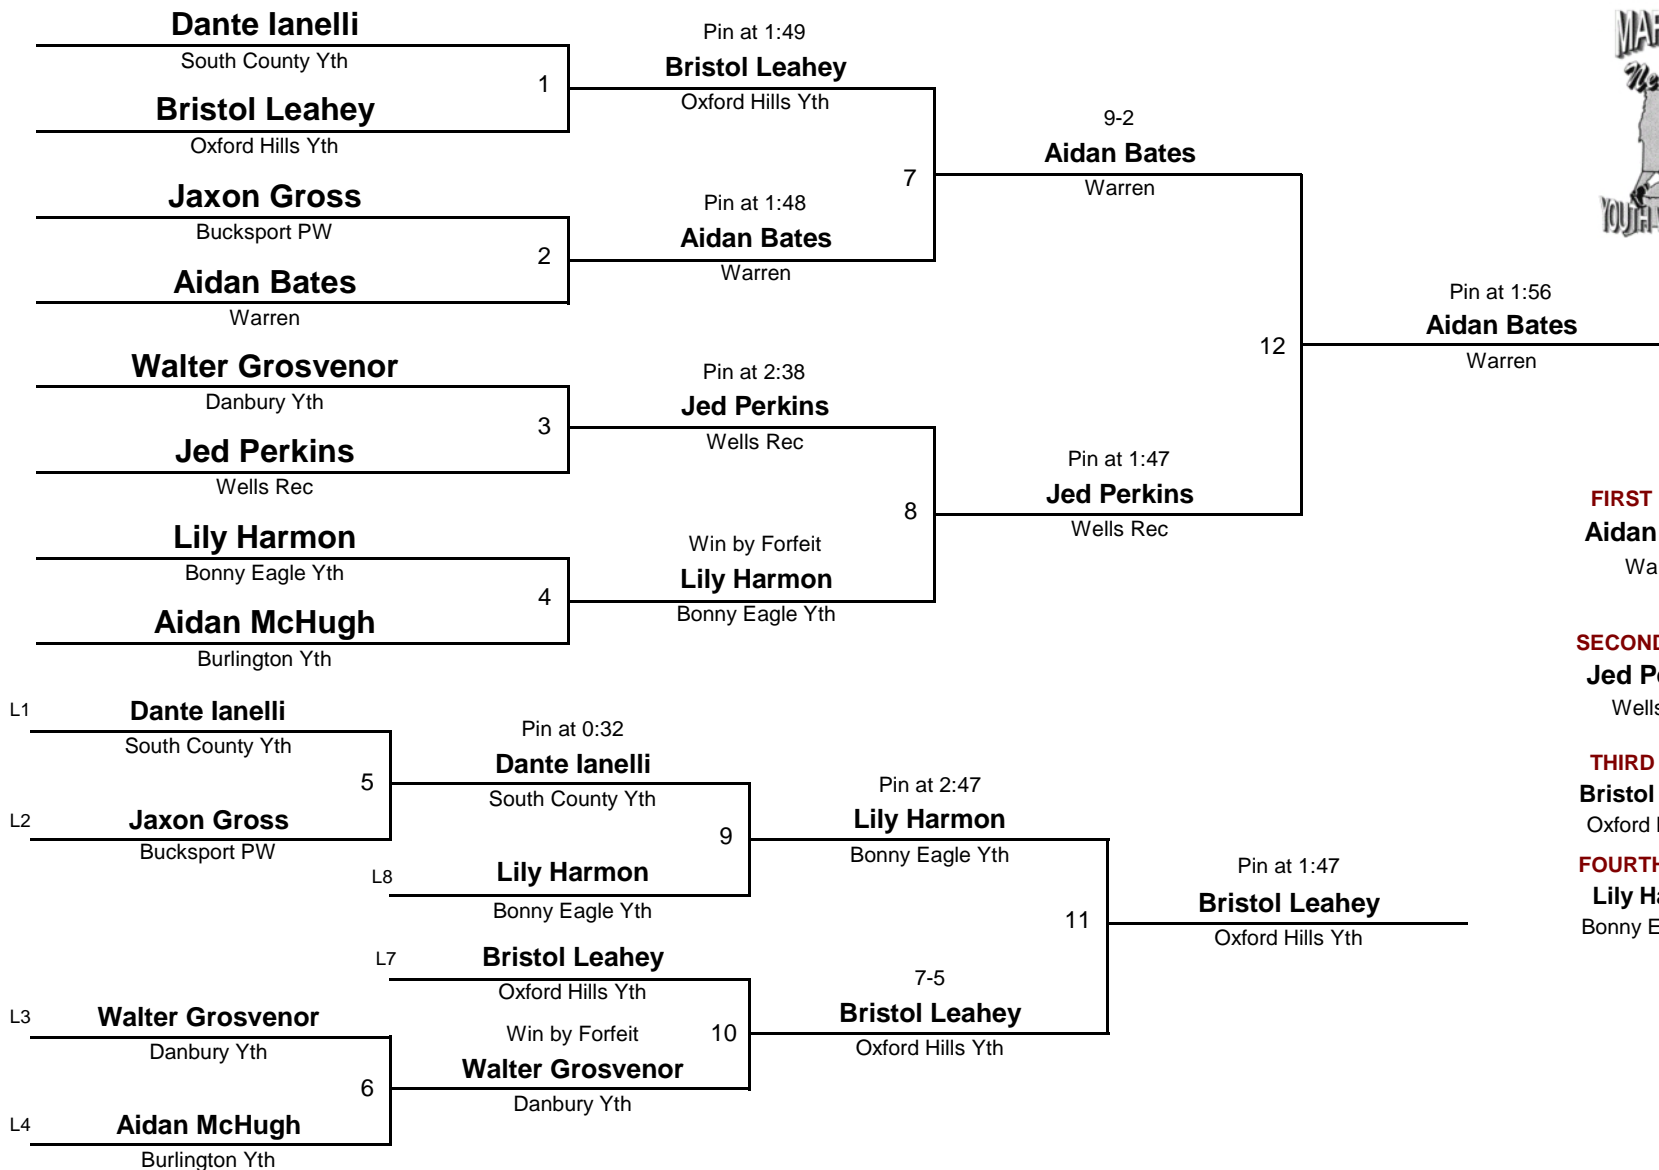 Dante Ianelli
South County Yth
1
Bristol Leahey
Oxford Hills Yth
Jaxon Gross
Bucksport PW
2
Aidan Bates
Warren
Walter Grosvenor
Danbury Yth
3
Jed Perkins
Wells Rec
Lily Harmon
Bonny Eagle Yth
4
Aidan McHugh
Burlington Yth
Pin at 1:49
Bristol Leahey
Oxford Hills Yth
7
Pin at 1:48
Aidan Bates
Warren
Pin at 2:38
Jed Perkins
Wells Rec
8
Win by Forfeit
Lily Harmon
Bonny Eagle Yth
9-2
Aidan Bates
Warren
12
Pin at 1:47
Jed Perkins
Wells Rec
Pin at 1:56
Aidan Bates
Warren
L1
Dante Ianelli
South County Yth
5
L2
Jaxon Gross
Bucksport PW
L3
Walter Grosvenor
Danbury Yth
6
L4
Aidan McHugh
Burlington Yth
Pin at 0:32
Dante Ianelli
South County Yth
9
L8
Lily Harmon
Bonny Eagle Yth
L7
Bristol Leahey
Oxford Hills Yth
Win by Forfeit
10
Walter Grosvenor
Danbury Yth
Pin at 2:47
Lily Harmon
Bonny Eagle Yth
11
7-5
Bristol Leahey
Oxford Hills Yth
Pin at 1:47
Bristol Leahey
Oxford Hills Yth
YOUTH
FIRST
Aidan
SECOND
Jed
THIRD
Bristol
Oxford
FOURTH
Lily
Bonny